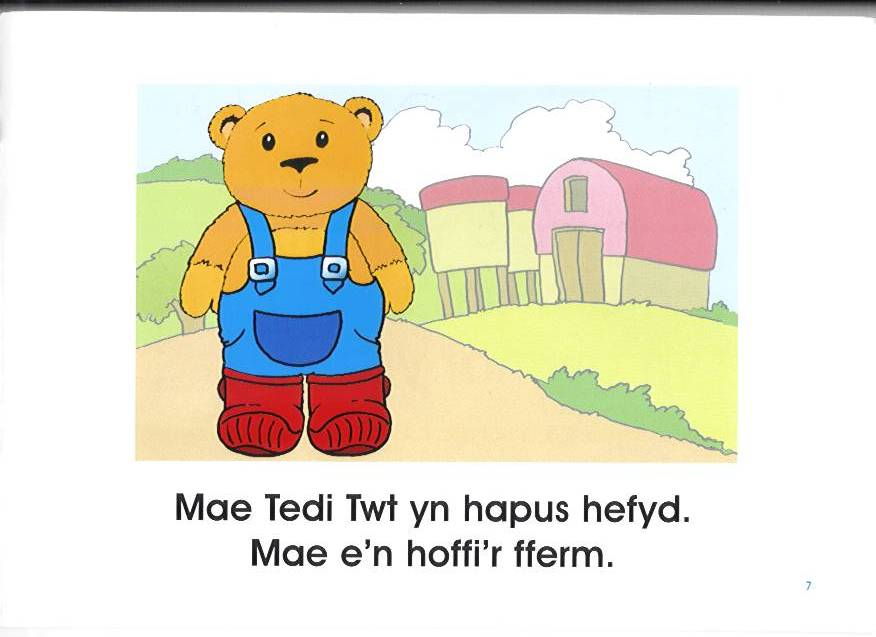 Mae Tedi Twt yn hapus hefyd.
Mae e'n hoffi'r fferm.
7